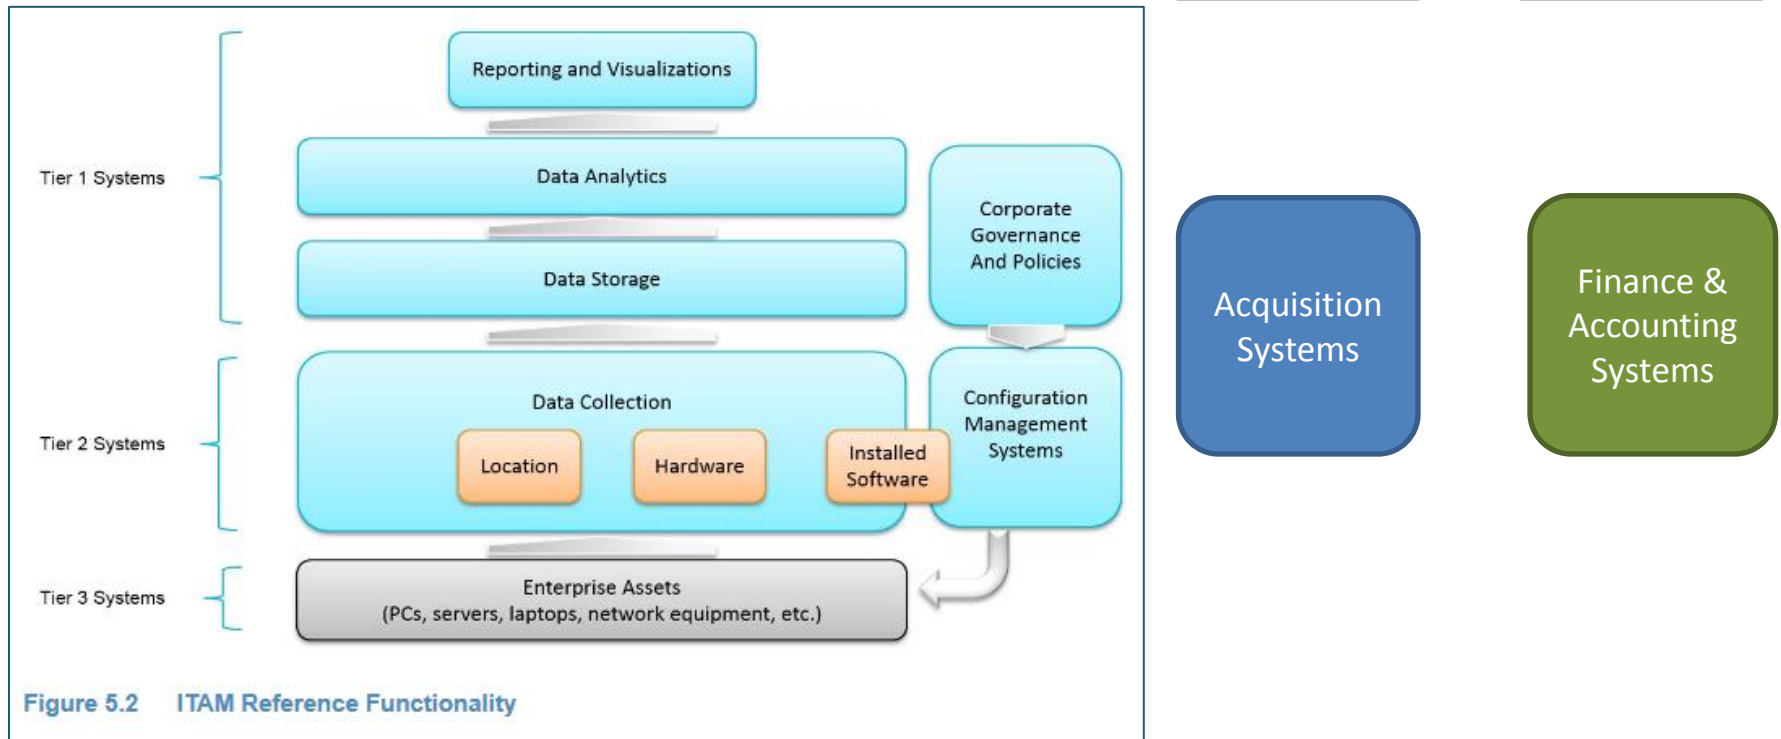 Reporting and Visualizations
Tier 1 Systems
Data Analytics
Corporate
Governance
And Policies
Data Storage
Tier 2 Systems
Data Collection
Location
Hardware
Installed
Software
Configuration
Management
Systems
Tier 3 Systems
Enterprise Assets
(PCs, servers, laptops, network equipment, etc.)
Figure 5.2 ITAM Reference Functionality
Acquisition
Systems
Finance &
Accounting
Systems